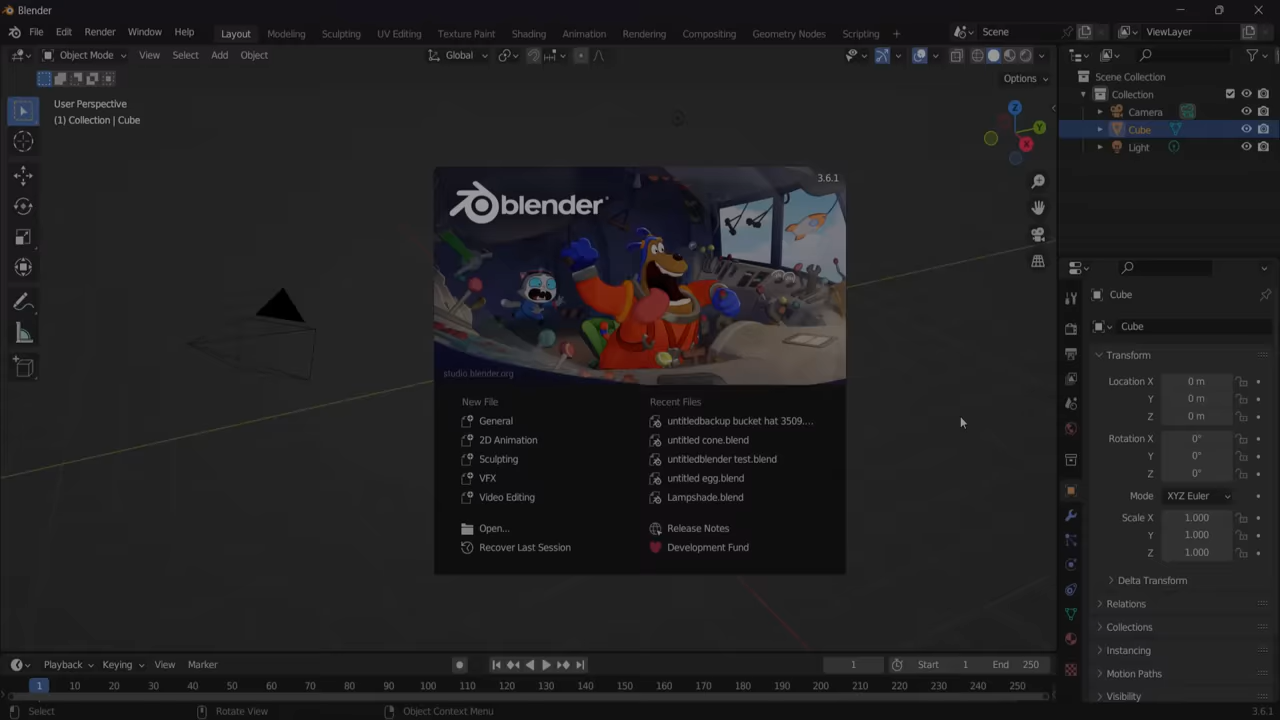 Blender
File Edit Render Window Help Layout Modeling Sculpting UV Editing Texture Paint Shading Animation Rendering Compositing Geometry Nodes Scripting + Scene ViewLayer
Object Mode View Select Add Object Global
Options
User Perspective
(1) Collection | Cube
Z
Y
X
Scene Collection
Collection
Camera
Cube
Light
3.6.1
blender
studio.blender.org
New File
General
2D Animation
Sculpting
VFX
Video Editing
Open...
Recover Last Session
Recent Files
untitledbackup bucket hat 3509....
untitled cone.blend
untitledblender test.blend
untitled egg.blend
Lampshade.blend
Release Notes
Development Fund
Cube
Cube
Transform
Location X 0 m
Y 0 m
Z 0 m
Rotation X 0°
Y 0°
Z 0°
Mode XYZ Euler
Scale X 1.000
Y 1.000
Z 1.000
Delta Transform
Relations
Collections
Instancing
Motion Paths
Visibility
Playback Keying View Marker 1 Start 1 End 250
1 10 20 30 40 50 60 70 80 90 100 110 120 130 140 150 160 170 180 190 200 210 220 230 240 250
Select Rotate View Object Context Menu 3.6.1